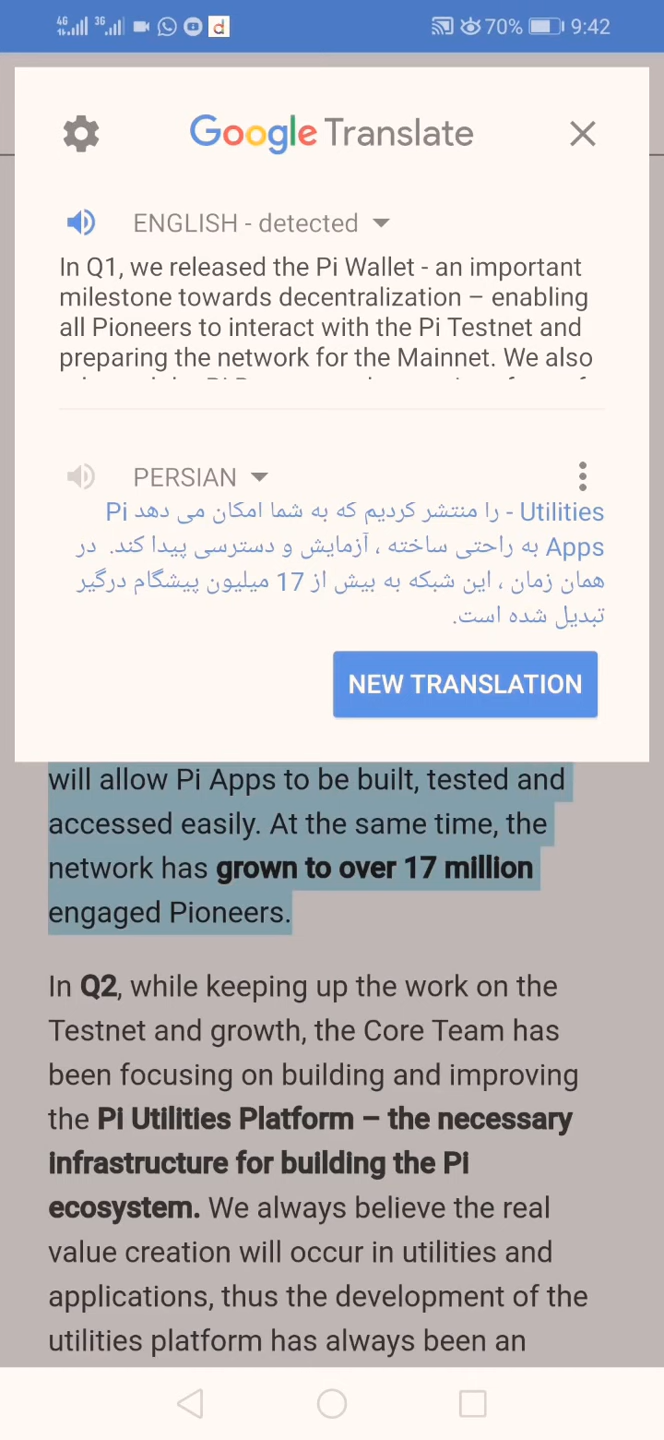 4G 3G d 70% 9:42
Google Translate
ENGLISH - detected
In Q1, we released the Pi Wallet - an important
milestone towards decentralization – enabling
all Pioneers to interact with the Pi Testnet and
preparing the network for the Mainnet. We also
PERSIAN
Utilities - را منتشر کردیم که به شما امکان می دهد Pi
Apps به راحتی ساخته ، آزمایش و دسترسی پیدا کند. در
همان زمان ، این شبکه به بیش از 17 میلیون پیشگام درگیر
تبدیل شده است.
NEW TRANSLATION
will allow Pi Apps to be built, tested and
accessed easily. At the same time, the
network has grown to over 17 million
engaged Pioneers.
In Q2, while keeping up the work on the
Testnet and growth, the Core Team has
been focusing on building and improving
the Pi Utilities Platform – the necessary
infrastructure for building the Pi
ecosystem. We always believe the real
value creation will occur in utilities and
applications, thus the development of the
utilities platform has always been an